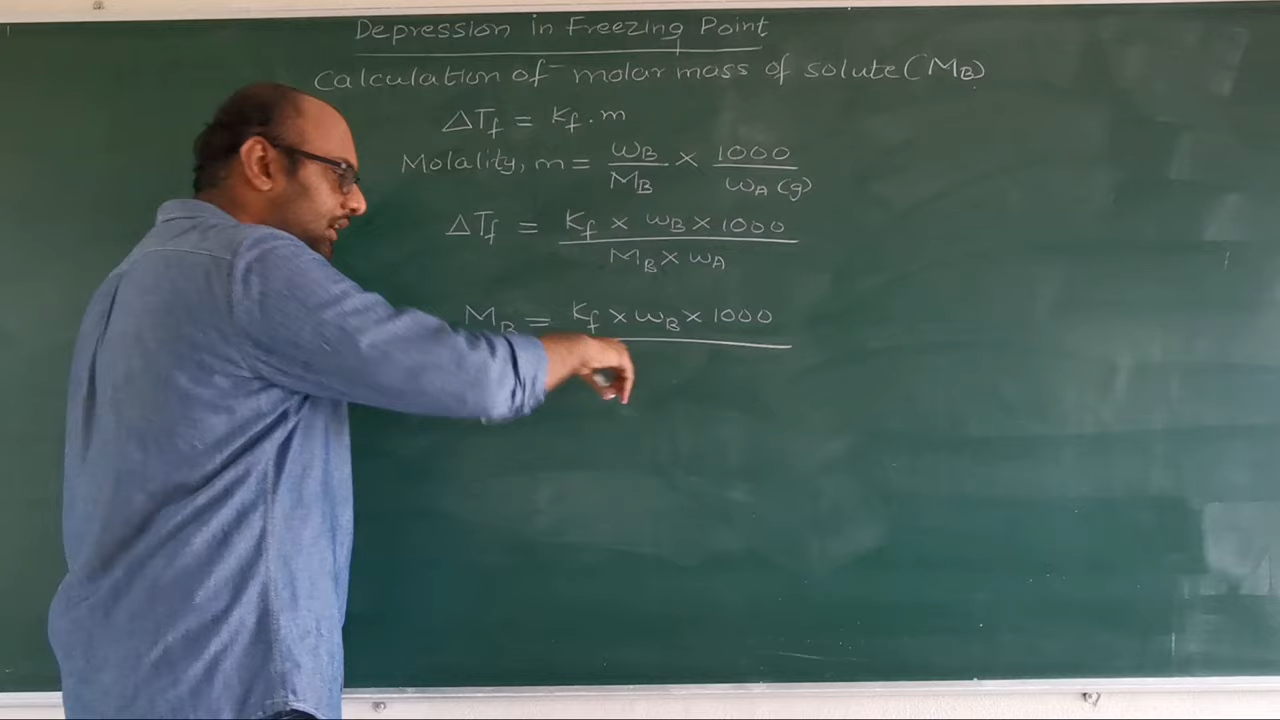 Depression in Freezing Point
Calculation of molar mass of solute (M_B)
ΔT_f = K_f . m
Molality, m = w_B / M_B × 1000 / w_A (g)
ΔT_f = K_f × w_B × 1000 / M_B × w_A
M_B = K_f × w_B × 1000